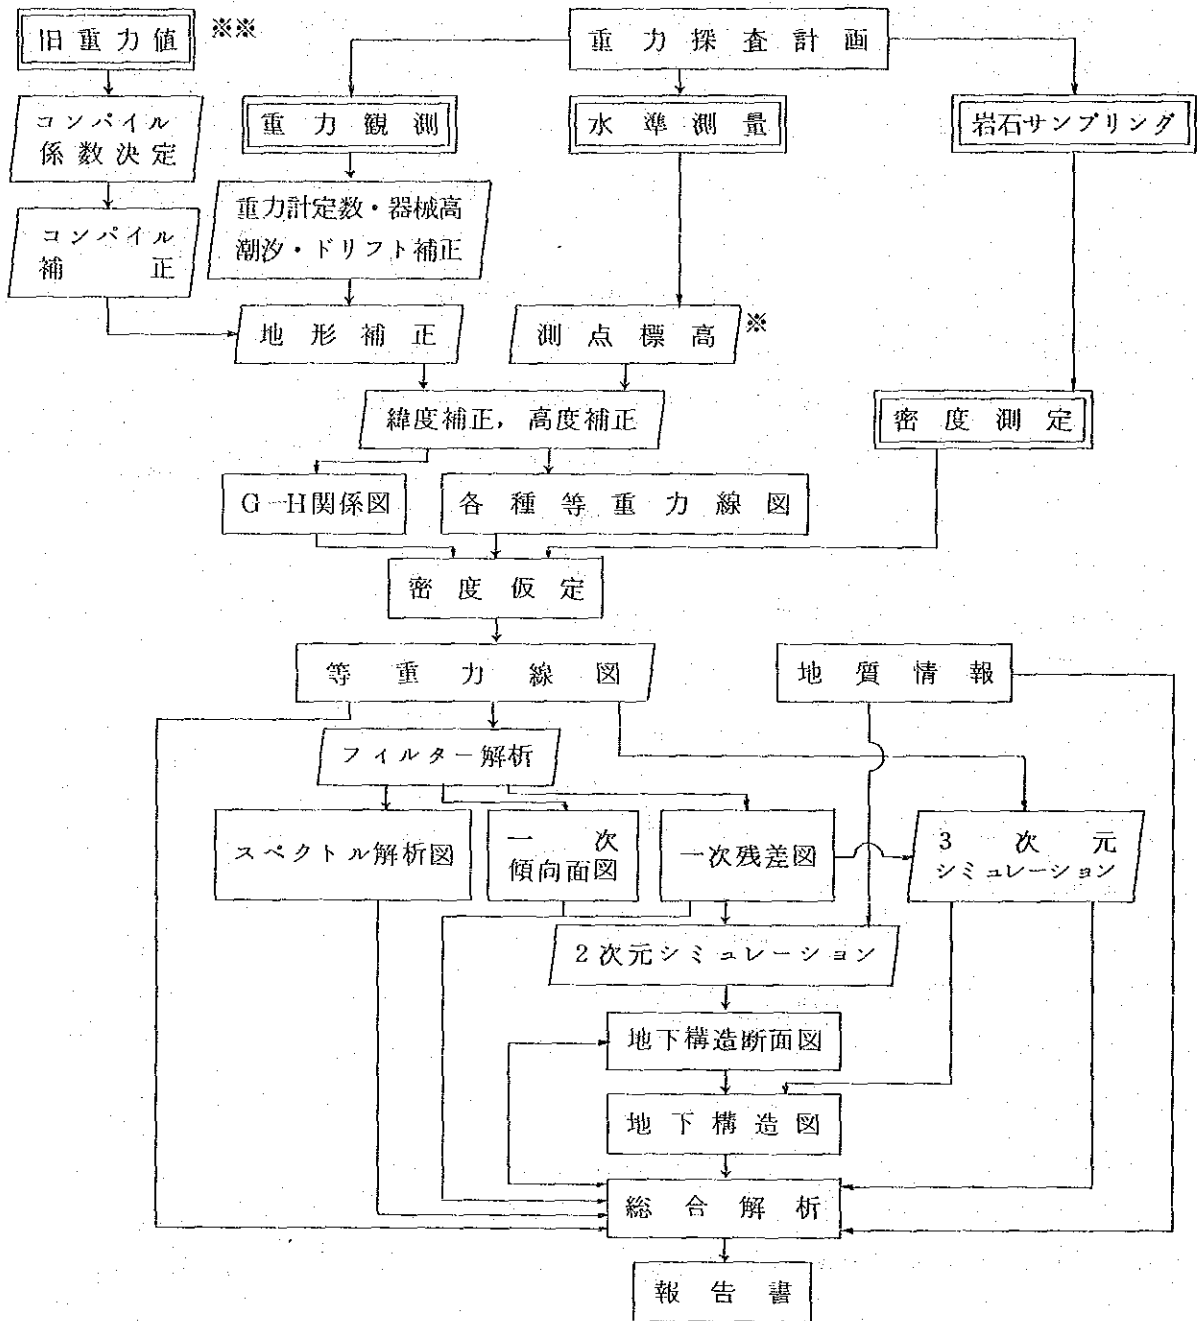 旧重力値 ※※
重力探査計画
コンパイル
係数決定
重力観測
水準測量
岩石サンプリング
コンパイル
補正
重力計定数・器械高
潮汐・ドリフト補正
地形補正
測点標高 ※
緯度補正，高度補正
密度測定
G－H関係図
各種等重力線図
密度仮定
等重力線図
地質情報
フィルター解析
スペクトル解析図
一次
傾向面図
一次残差図
3次元
シミュレーション
2次元シミュレーション
地下構造断面図
地下構造図
総合解析
報告書